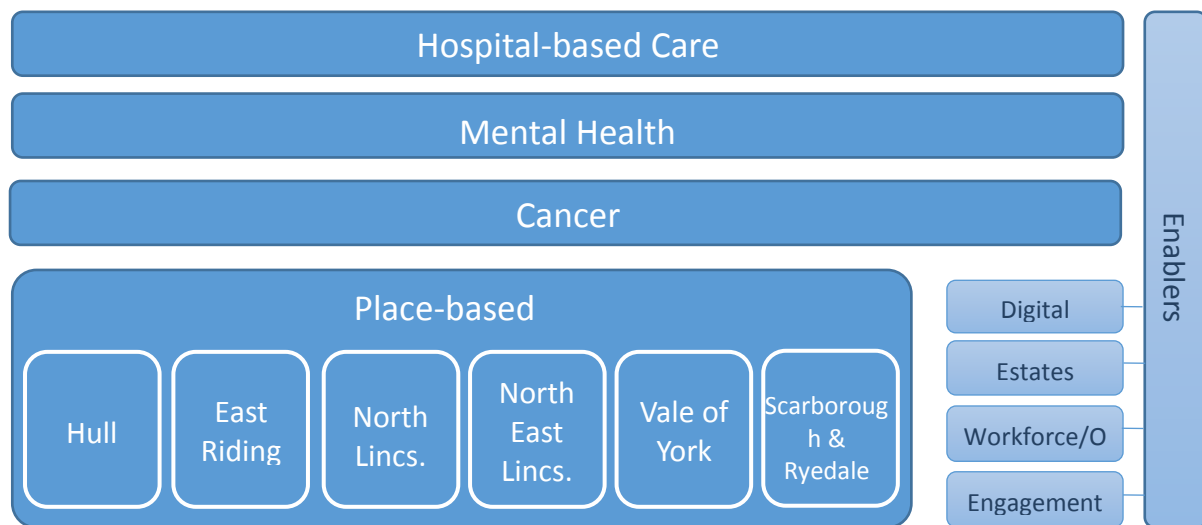 Hospital-based Care
Mental Health
Cancer
Place-based
Hull
East
Riding
North
Lincs.
North
East
Lincs.
Vale of
York
Scarboroug
h &
Ryedale
Digital
Estates
Workforce/O
Engagement
Enablers